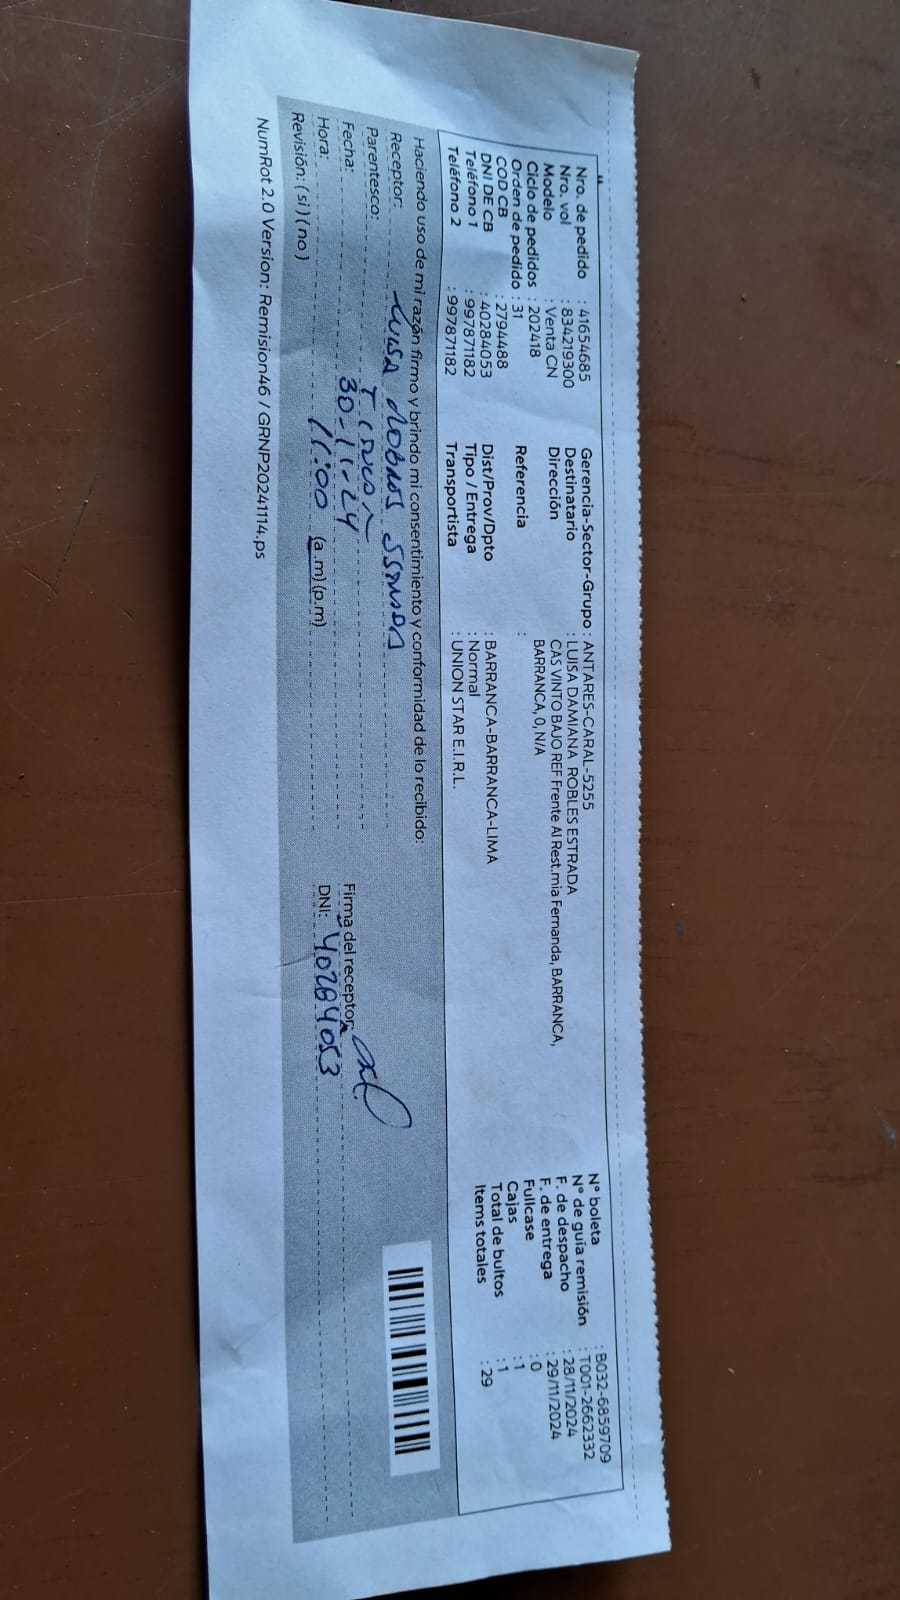 Nro. de pedido : 41654685
Nro. vol : 834219300
Modelo : Venta CN
Ciclo de pedidos : 202418
Orden de pedido : 31
COD CB : 2794488
DNI DE CB : 40284053
Teléfono 1 : 997871182
Teléfono 2 : 997871182
Gerencia-Sector-Grupo : ANTARES-CARAL-5255
Destinatario : LUISA DAMIANA ROBLES ESTRADA
Dirección CAS VINTO BAJO REF Frente Al Rest.mia Fernanda, BARRANCA,
BARRANCA, 0, N/A
Referencia :
Dist/Prov/Dpto : BARRANCA-BARRANCA-LIMA
Tipo / Entrega : Normal
Transportista : UNION STAR E.I.R.L.
N° boleta : B032-6859709
N° de guía remisión : T001-2662332
F. de despacho : 28/11/2024
F. de entrega : 29/11/2024
Fullcase : 0
Cajas : 1
Total de bultos : 1
Items totales : 29
Haciendo uso de mi razón firmo y brindo mi consentimiento y conformidad de lo recibido:
Receptor: Luisa Robles
Parentesco:
Fecha: 30-11-24
Hora: 11:00 (a.m) (p.m)
Revisión: ( si ) ( no )
Firma del receptor:
DNI: 40284053
NumRot 2.0 Version: Remision46 / GRNP20241114.ps